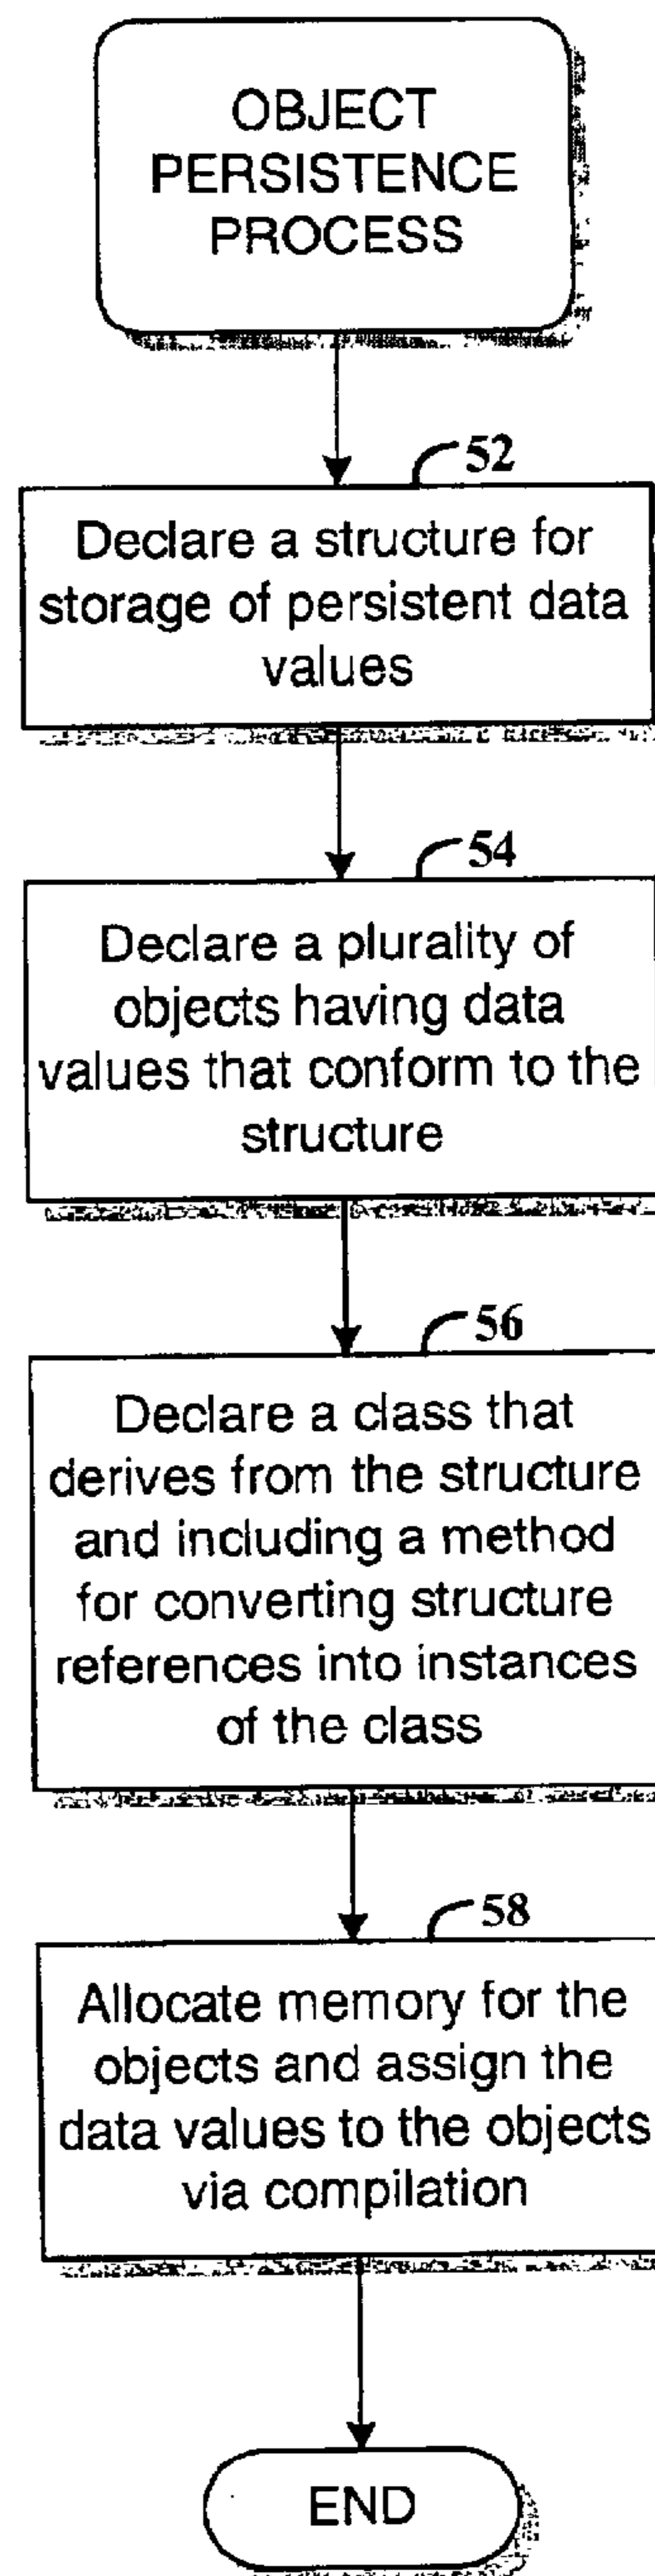 OBJECT
PERSISTENCE
PROCESS
52
Declare a structure for
storage of persistent data
values
54
Declare a plurality of
objects having data
values that conform to the
structure
56
Declare a class that
derives from the structure
and including a method
for converting structure
references into instances
of the class
58
Allocate memory for the
objects and assign the
data values to the objects
via compilation
END